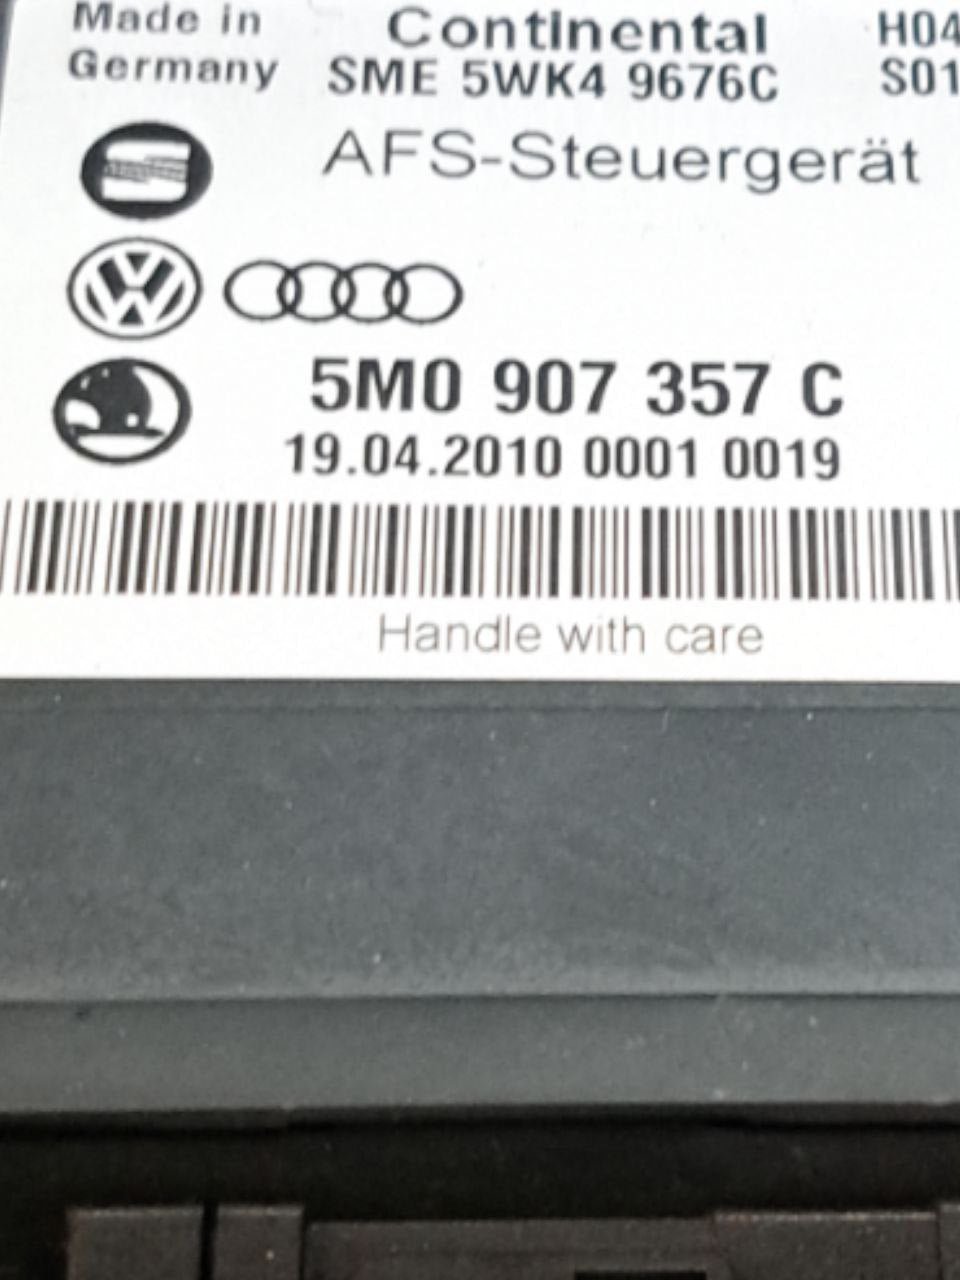 Made in Continental H04
Germany SME 5WK4 9676C S01
AFS-Steuergerät
5M0 907 357 C
19.04.2010 0001 0019
Handle with care